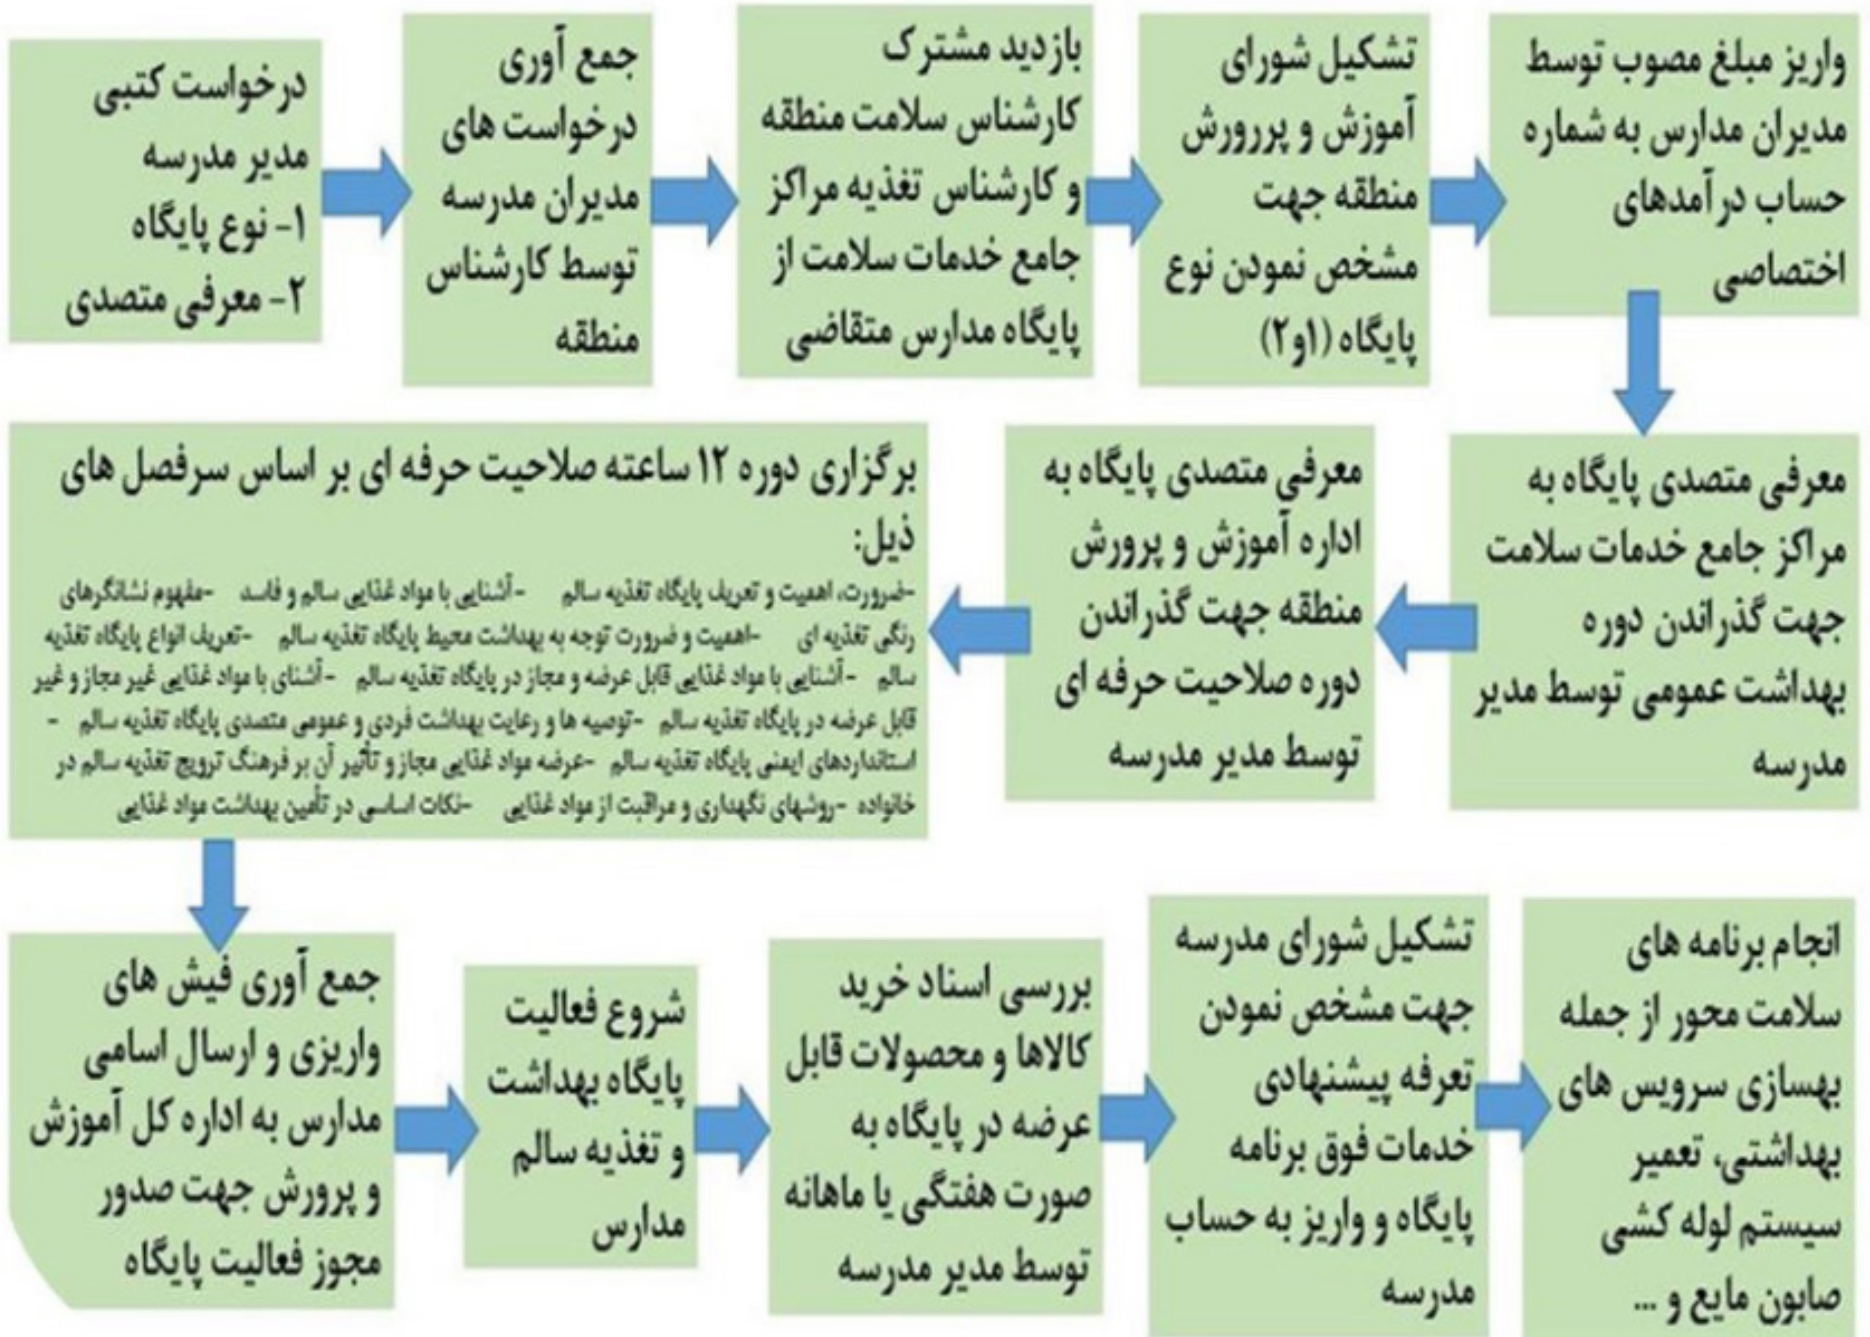 درخواست کتبی
مدیر مدرسه
۱- نوع پایگاه
۲- معرفی متصدی
جمع آوری
درخواست های
مدیران مدرسه
توسط کارشناس
منطقه
بازدید مشترک
کارشناس سلامت منطقه
و کارشناس تغذیه مراکز
جامع خدمات سلامت از
پایگاه مدارس متقاضی
تشکیل شورای
آموزش و پررورش
منطقه جهت
مشخص نمودن نوع
پایگاه (۱و۲)
واریز مبلغ مصوب توسط
مدیران مدارس به شماره
حساب درآمدهای
اختصاصی
معرفی متصدی پایگاه به
مراکز جامع خدمات سلامت
جهت گذراندن دوره
بهداشت عمومی توسط مدیر
مدرسه
معرفی متصدی پایگاه به
اداره آموزش و پرورش
منطقه جهت گذراندن
دوره صلاحیت حرفه ای
توسط مدیر مدرسه
برگزاری دوره ۱۲ ساعته صلاحیت حرفه ای بر اساس سرفصل های
ذیل:
-ضرورت، اهمیت و تعریف پایگاه تغذیه سالم -آشنایی با مواد غذایی سالم و فاسد -مفهوم نشانگرهای
رنگی تغذیه ای -اهمیت و ضرورت توجه به بهداشت محیط پایگاه تغذیه سالم -تعریف انواع پایگاه تغذیه
سالم -آشنایی با مواد غذایی قابل عرضه و مجاز در پایگاه تغذیه سالم -آشنای با مواد غذایی غیر مجاز و غیر
قابل عرضه در پایگاه تغذیه سالم -توصیه ها و رعایت بهداشت فردی و عمومی متصدی پایگاه تغذیه سالم -
استانداردهای ایمنی پایگاه تغذیه سالم -عرضه مواد غذایی مجاز و تأثیر آن بر فرهنگ ترویج تغذیه سالم در
خانواده -روشهای نگهداری و مراقبت از مواد غذایی -نکات اساسی در تأمین بهداشت مواد غذایی
جمع آوری فیش های
واریزی و ارسال اسامی
مدارس به اداره کل آموزش
و پرورش جهت صدور
مجوز فعالیت پایگاه
شروع فعالیت
پایگاه بهداشت
و تغذیه سالم
مدارس
بررسی اسناد خرید
کالاها و محصولات قابل
عرضه در پایگاه به
صورت هفتگی یا ماهانه
توسط مدیر مدرسه
تشکیل شورای مدرسه
جهت مشخص نمودن
تعرفه پیشنهادی
خدمات فوق برنامه
پایگاه و واریز به حساب
مدرسه
انجام برنامه های
سلامت محور از جمله
بهسازی سرویس های
بهداشتی، تعمیر
سیستم لوله کشی
صابون مایع و ...